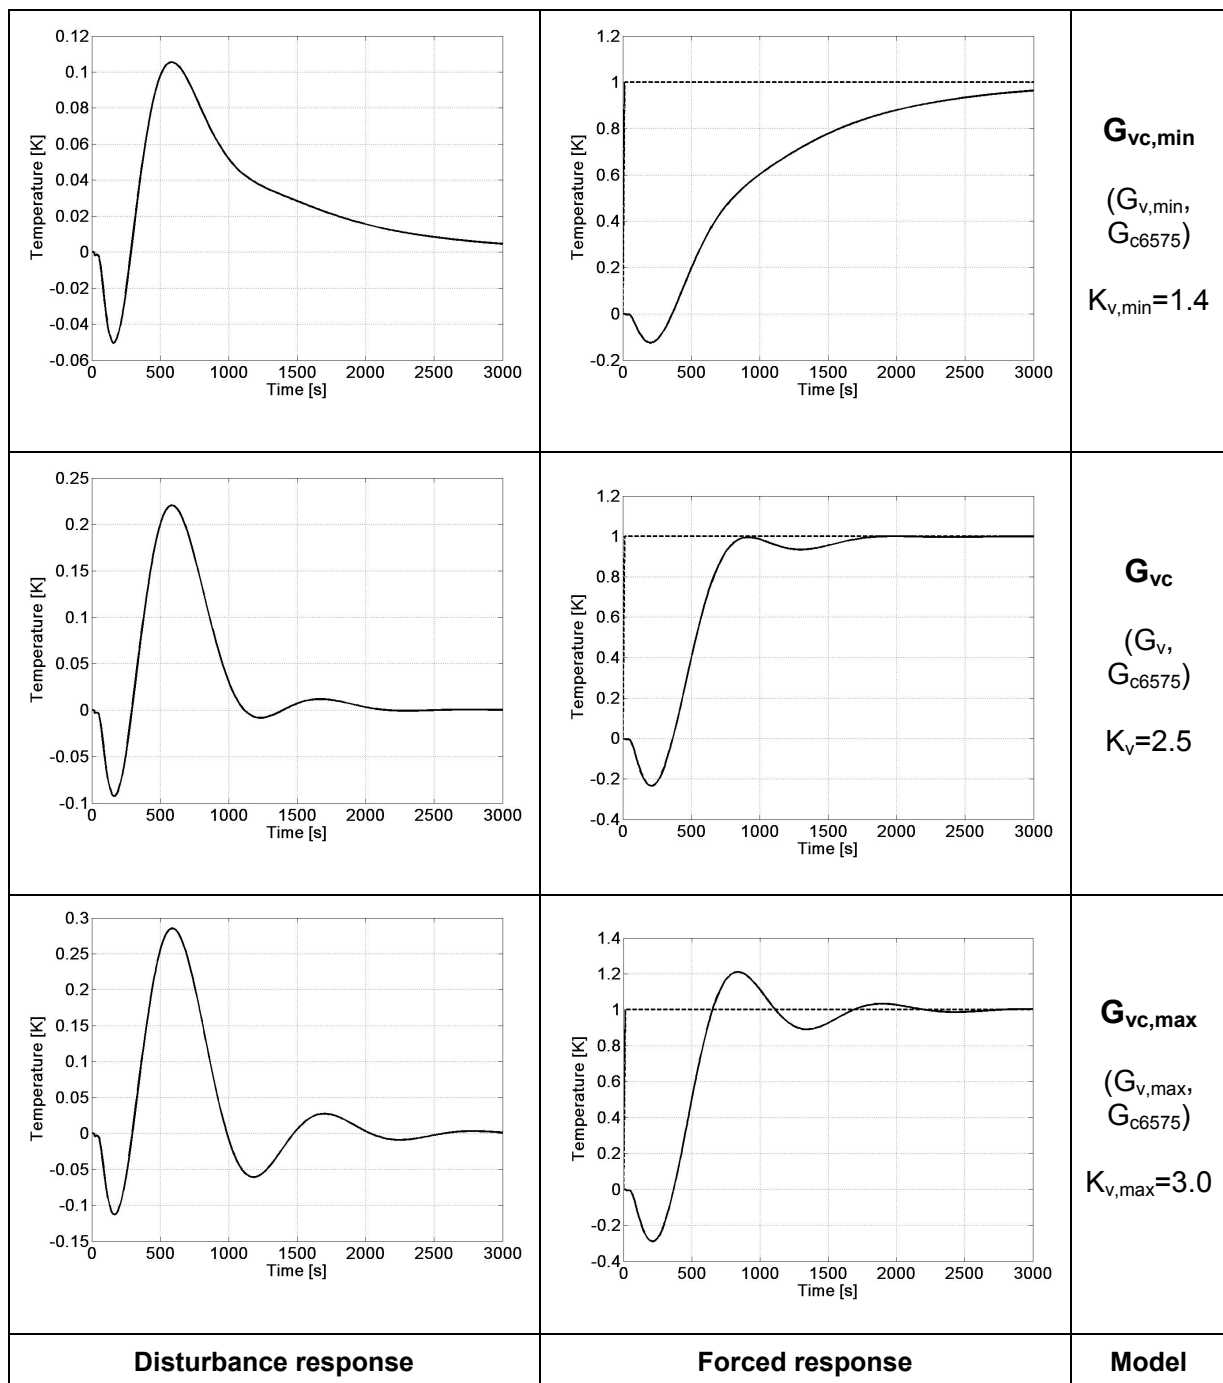 0.12
0.1
0.08
0.06
0.04
0.02
0
-0.02
-0.04
-0.06
Temperature [K]
0 500 1000 1500 2000 2500 3000
Time [s]
1.2
1
0.8
0.6
0.4
0.2
0
-0.2
Temperature [K]
0 500 1000 1500 2000 2500 3000
Time [s]
Gvc,min
(Gv,min,
Gc6575)
Kv,min=1.4
0.25
0.2
0.15
0.1
0.05
0
-0.05
-0.1
Temperature [K]
0 500 1000 1500 2000 2500 3000
Time [s]
1.2
1
0.8
0.6
0.4
0.2
0
-0.2
-0.4
Temperature [K]
0 500 1000 1500 2000 2500 3000
Time [s]
Gvc
(Gv,
Gc6575)
Kv=2.5
0.3
0.25
0.2
0.15
0.1
0.05
0
-0.05
-0.1
-0.15
Temperature [K]
0 500 1000 1500 2000 2500 3000
Time [s]
1.4
1.2
1
0.8
0.6
0.4
0.2
0
-0.2
-0.4
Temperature [K]
0 500 1000 1500 2000 2500 3000
Time [s]
Gvc,max
(Gv,max,
Gc6575)
Kv,max=3.0
Disturbance response
Forced response
Model